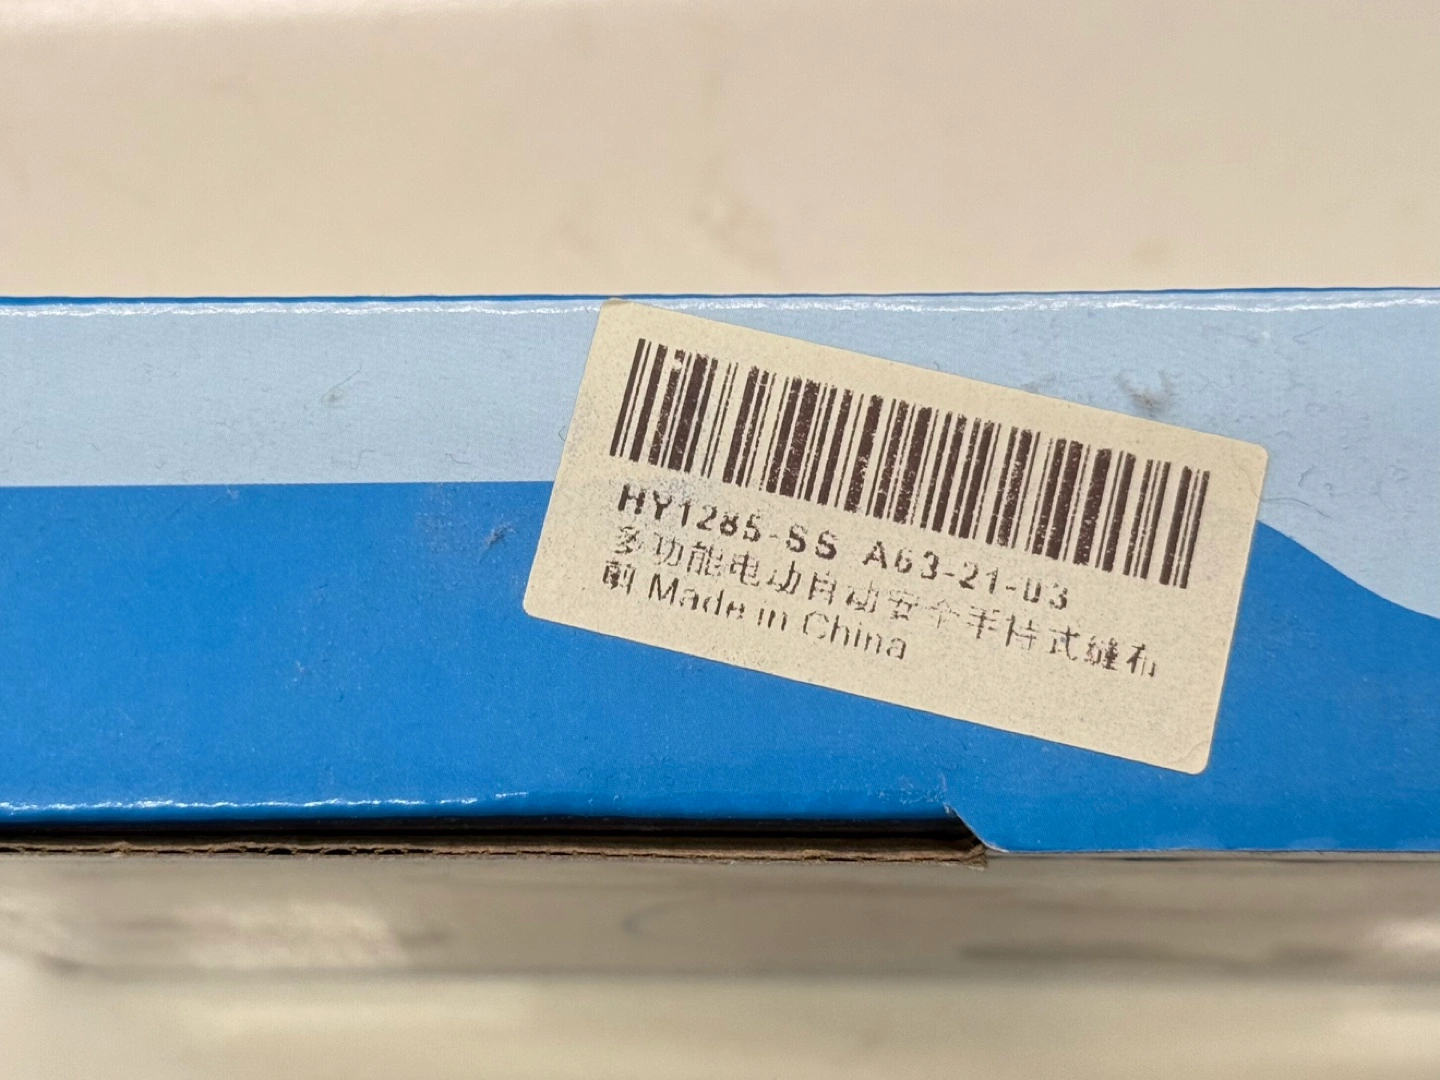 HY1285-SS A63-21-03
多功能电动自动安全手持式缝布
剪 Made in China